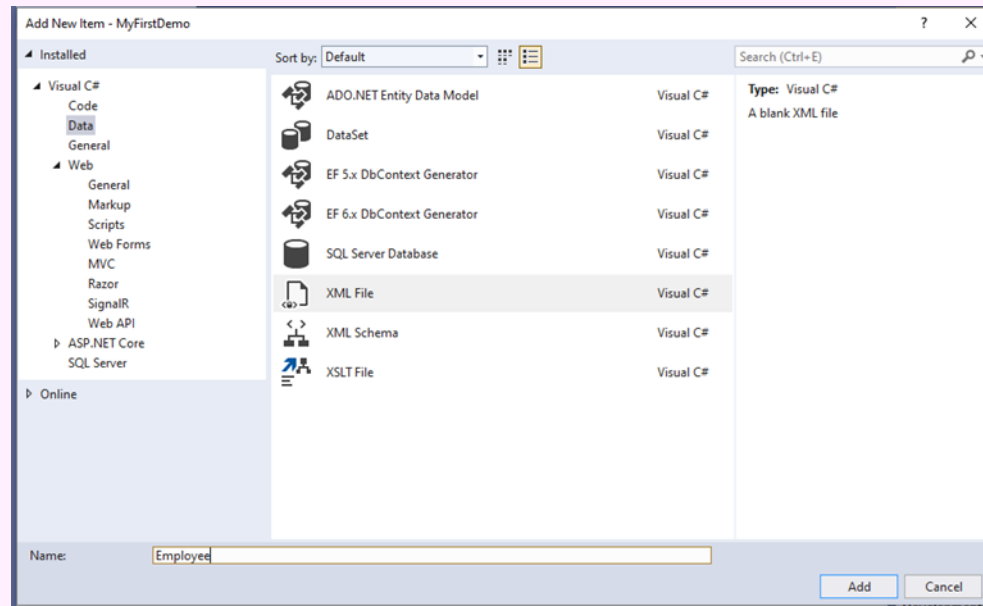 Add New Item - MyFirstDemo ? ×
Installed
Visual C#
Code
Data
General
Web
General
Markup
Scripts
Web Forms
MVC
Razor
SignalR
Web API
ASP.NET Core
SQL Server
Online
Sort by: Default
ADO.NET Entity Data Model Visual C#
DataSet Visual C#
EF 5.x DbContext Generator Visual C#
EF 6.x DbContext Generator Visual C#
SQL Server Database Visual C#
XML File Visual C#
XML Schema Visual C#
XSLT File Visual C#
Search (Ctrl+E)
Type: Visual C#
A blank XML file
Name: Employee
Add Cancel